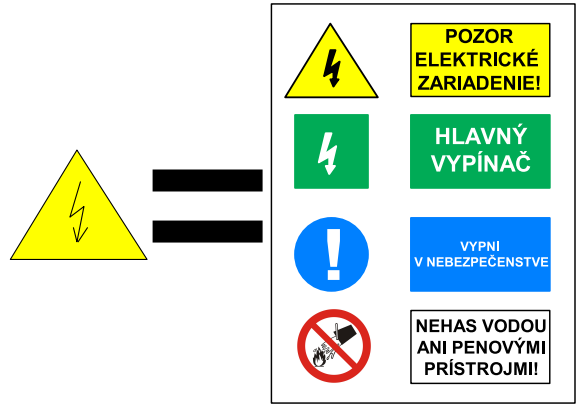 POZOR
ELEKTRICKÉ
ZARIADENIE!
HLAVNÝ
VYPÍNAČ
VYPNI
V NEBEZPEČENSTVE
NEHAS VODOU
ANI PENOVÝMI
PRÍSTROJMI!